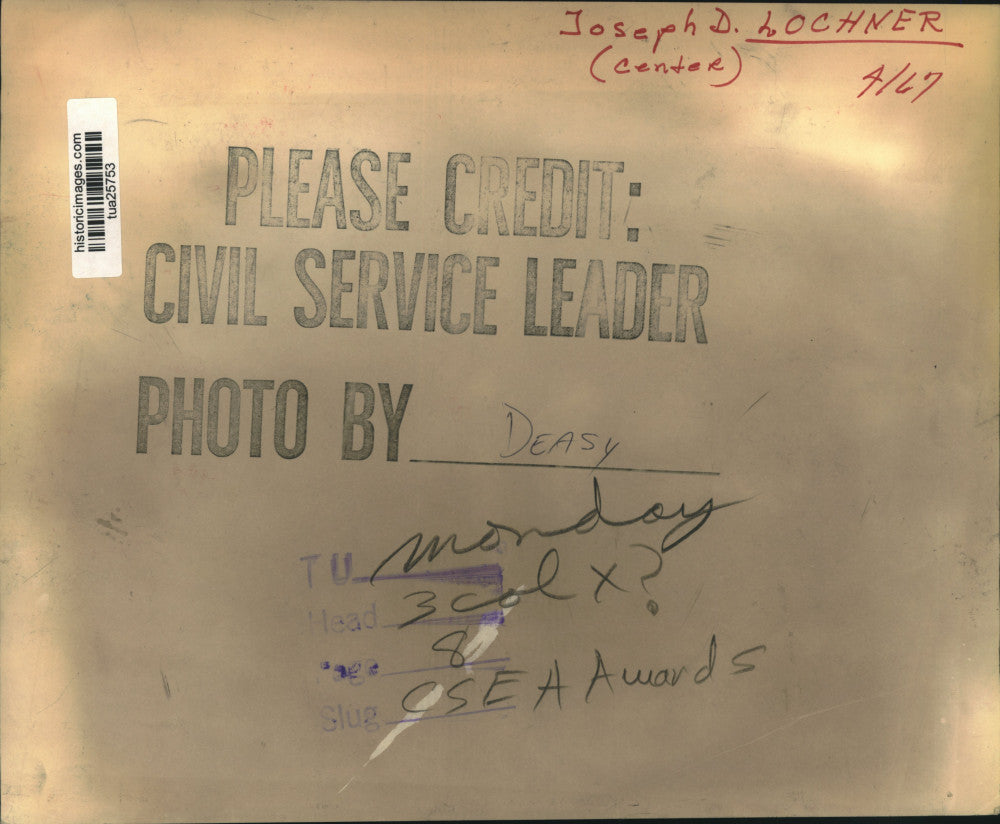 Joseph D. LOCHNER
(center)
4/67
historicimages.com
tua25753
PLEASE CREDIT:
CIVIL SERVICE LEADER
PHOTO BY Deasy
TU monday
Head 3 col x ?
Page 8
Slug CSEA Awards